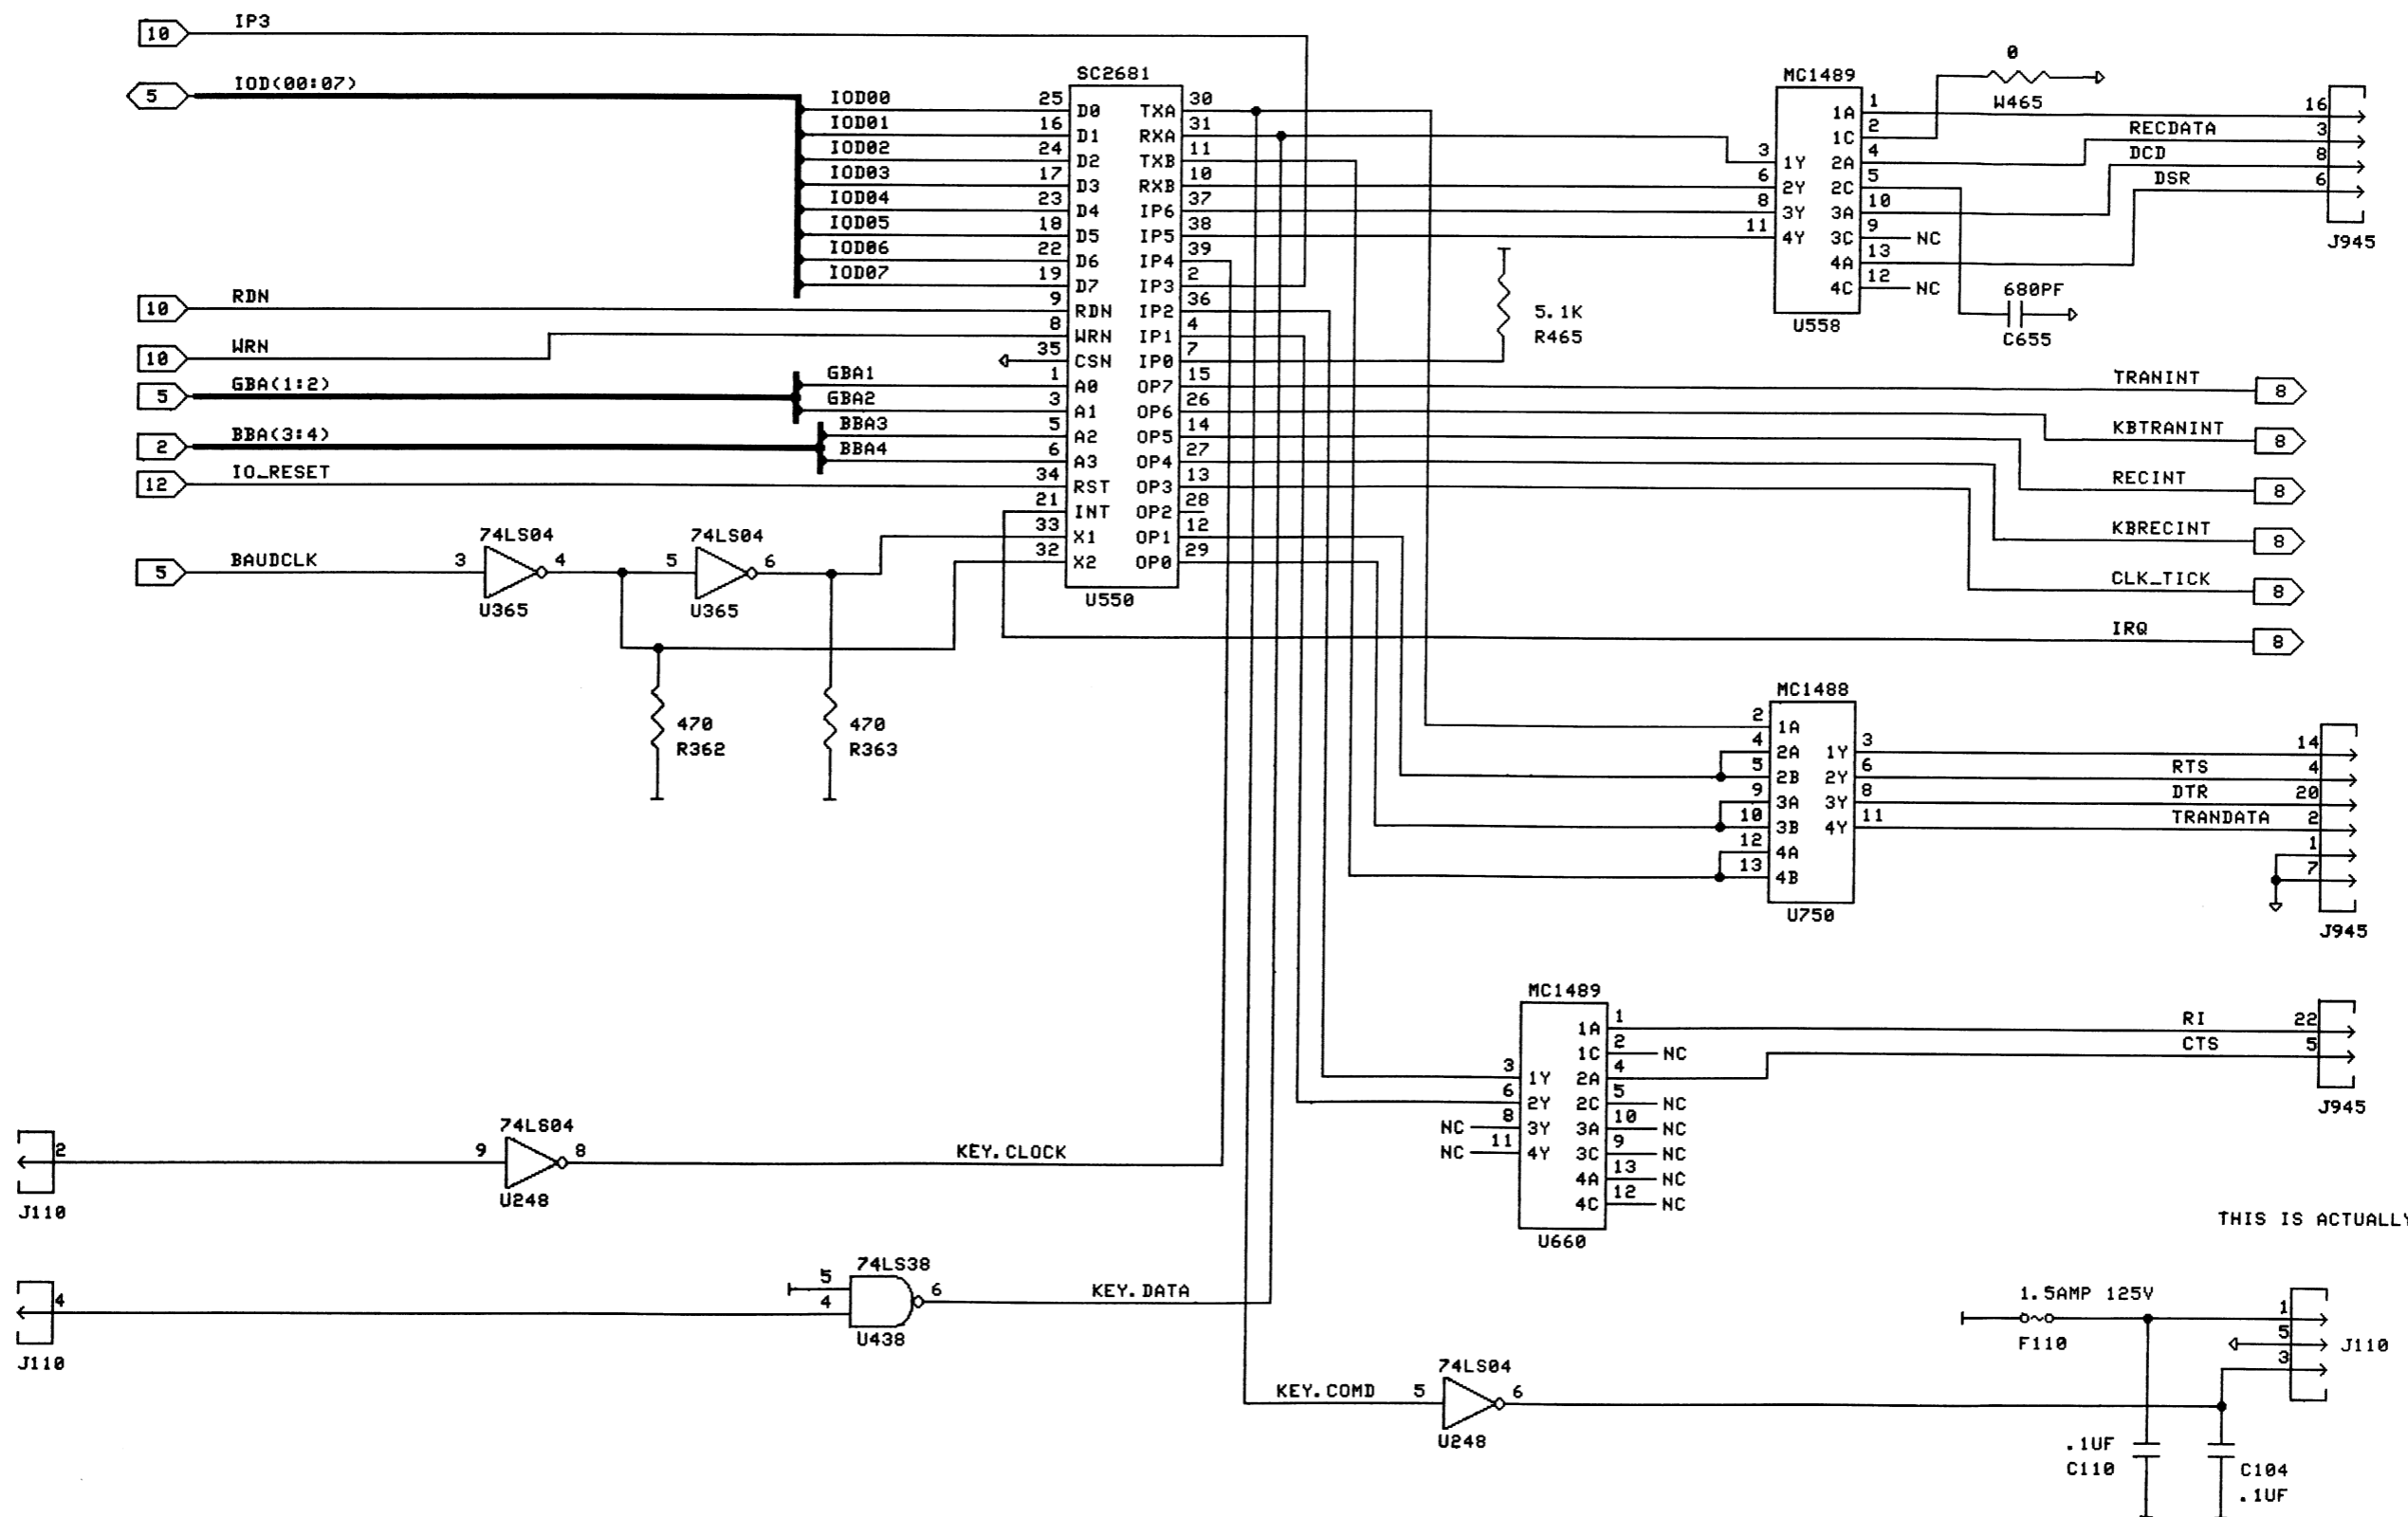 10 IP3
5 IOD(00:07)
10 RDN
10 WRN
5 GBA(1:2)
2 BBA(3:4)
12 IO_RESET
5 BAUDCLK
IOD00
IOD01
IOD02
IOD03
IOD04
IOD05
IOD06
IOD07
GBA1
GBA2
BBA3
BBA4
SC2681
25 D0 TXA 30
16 D1 RXA 31
24 D2 TXB 11
17 D3 RXB 10
23 D4 IP6 37
18 D5 IP5 38
22 D6 IP4 39
19 D7 IP3 2
9 RDN IP2 36
8 WRN IP1 4
35 CSN IP0 7
1 A0 OP7 15
3 A1 OP6 26
5 A2 OP5 14
6 A3 OP4 27
34 RST OP3 13
21 INT OP2 28
33 X1 OP1 12
32 X2 OP0 29
U550
74LS04
3 4
U365
74LS04
5 6
U365
470
R362
470
R363
5.1K
R465
MC1489
1A 1
1C 2
3 1Y 2A 4
6 2Y 2C 5
8 3Y 3A 10
11 4Y 3C 9 NC
4A 13
4C 12 NC
U558
0
W465
680PF
C655
16
RECDATA 3
DCD 8
DSR 6
J945
TRANINT 8
KBTRANINT 8
RECINT 8
KBRECINT 8
CLK_TICK 8
IRQ 8
MC1488
2 1A
4 2A 1Y 3
5 2B 2Y 6
9 3A 3Y 8
10 3B 4Y 11
12 4A
13 4B
U750
14
RTS 4
DTR 20
TRANDATA 2
1
7
J945
MC1489
1A 1
1C 2 NC
3 1Y 2A 4
6 2Y 2C 5 NC
NC 8 3Y 3A 10 NC
NC 11 4Y 3C 9 NC
4A 13 NC
4C 12 NC
U660
RI 22
CTS 5
J945
2
J110
74LS04
9 8
U248
KEY.CLOCK
4
J110
74LS38
5
4 6
U438
KEY.DATA
THIS IS ACTUALLY
KEY.COMD
74LS04
5 6
U248
1.5AMP 125V
F110
1
5
3
J110
.1UF
C110
C104
.1UF